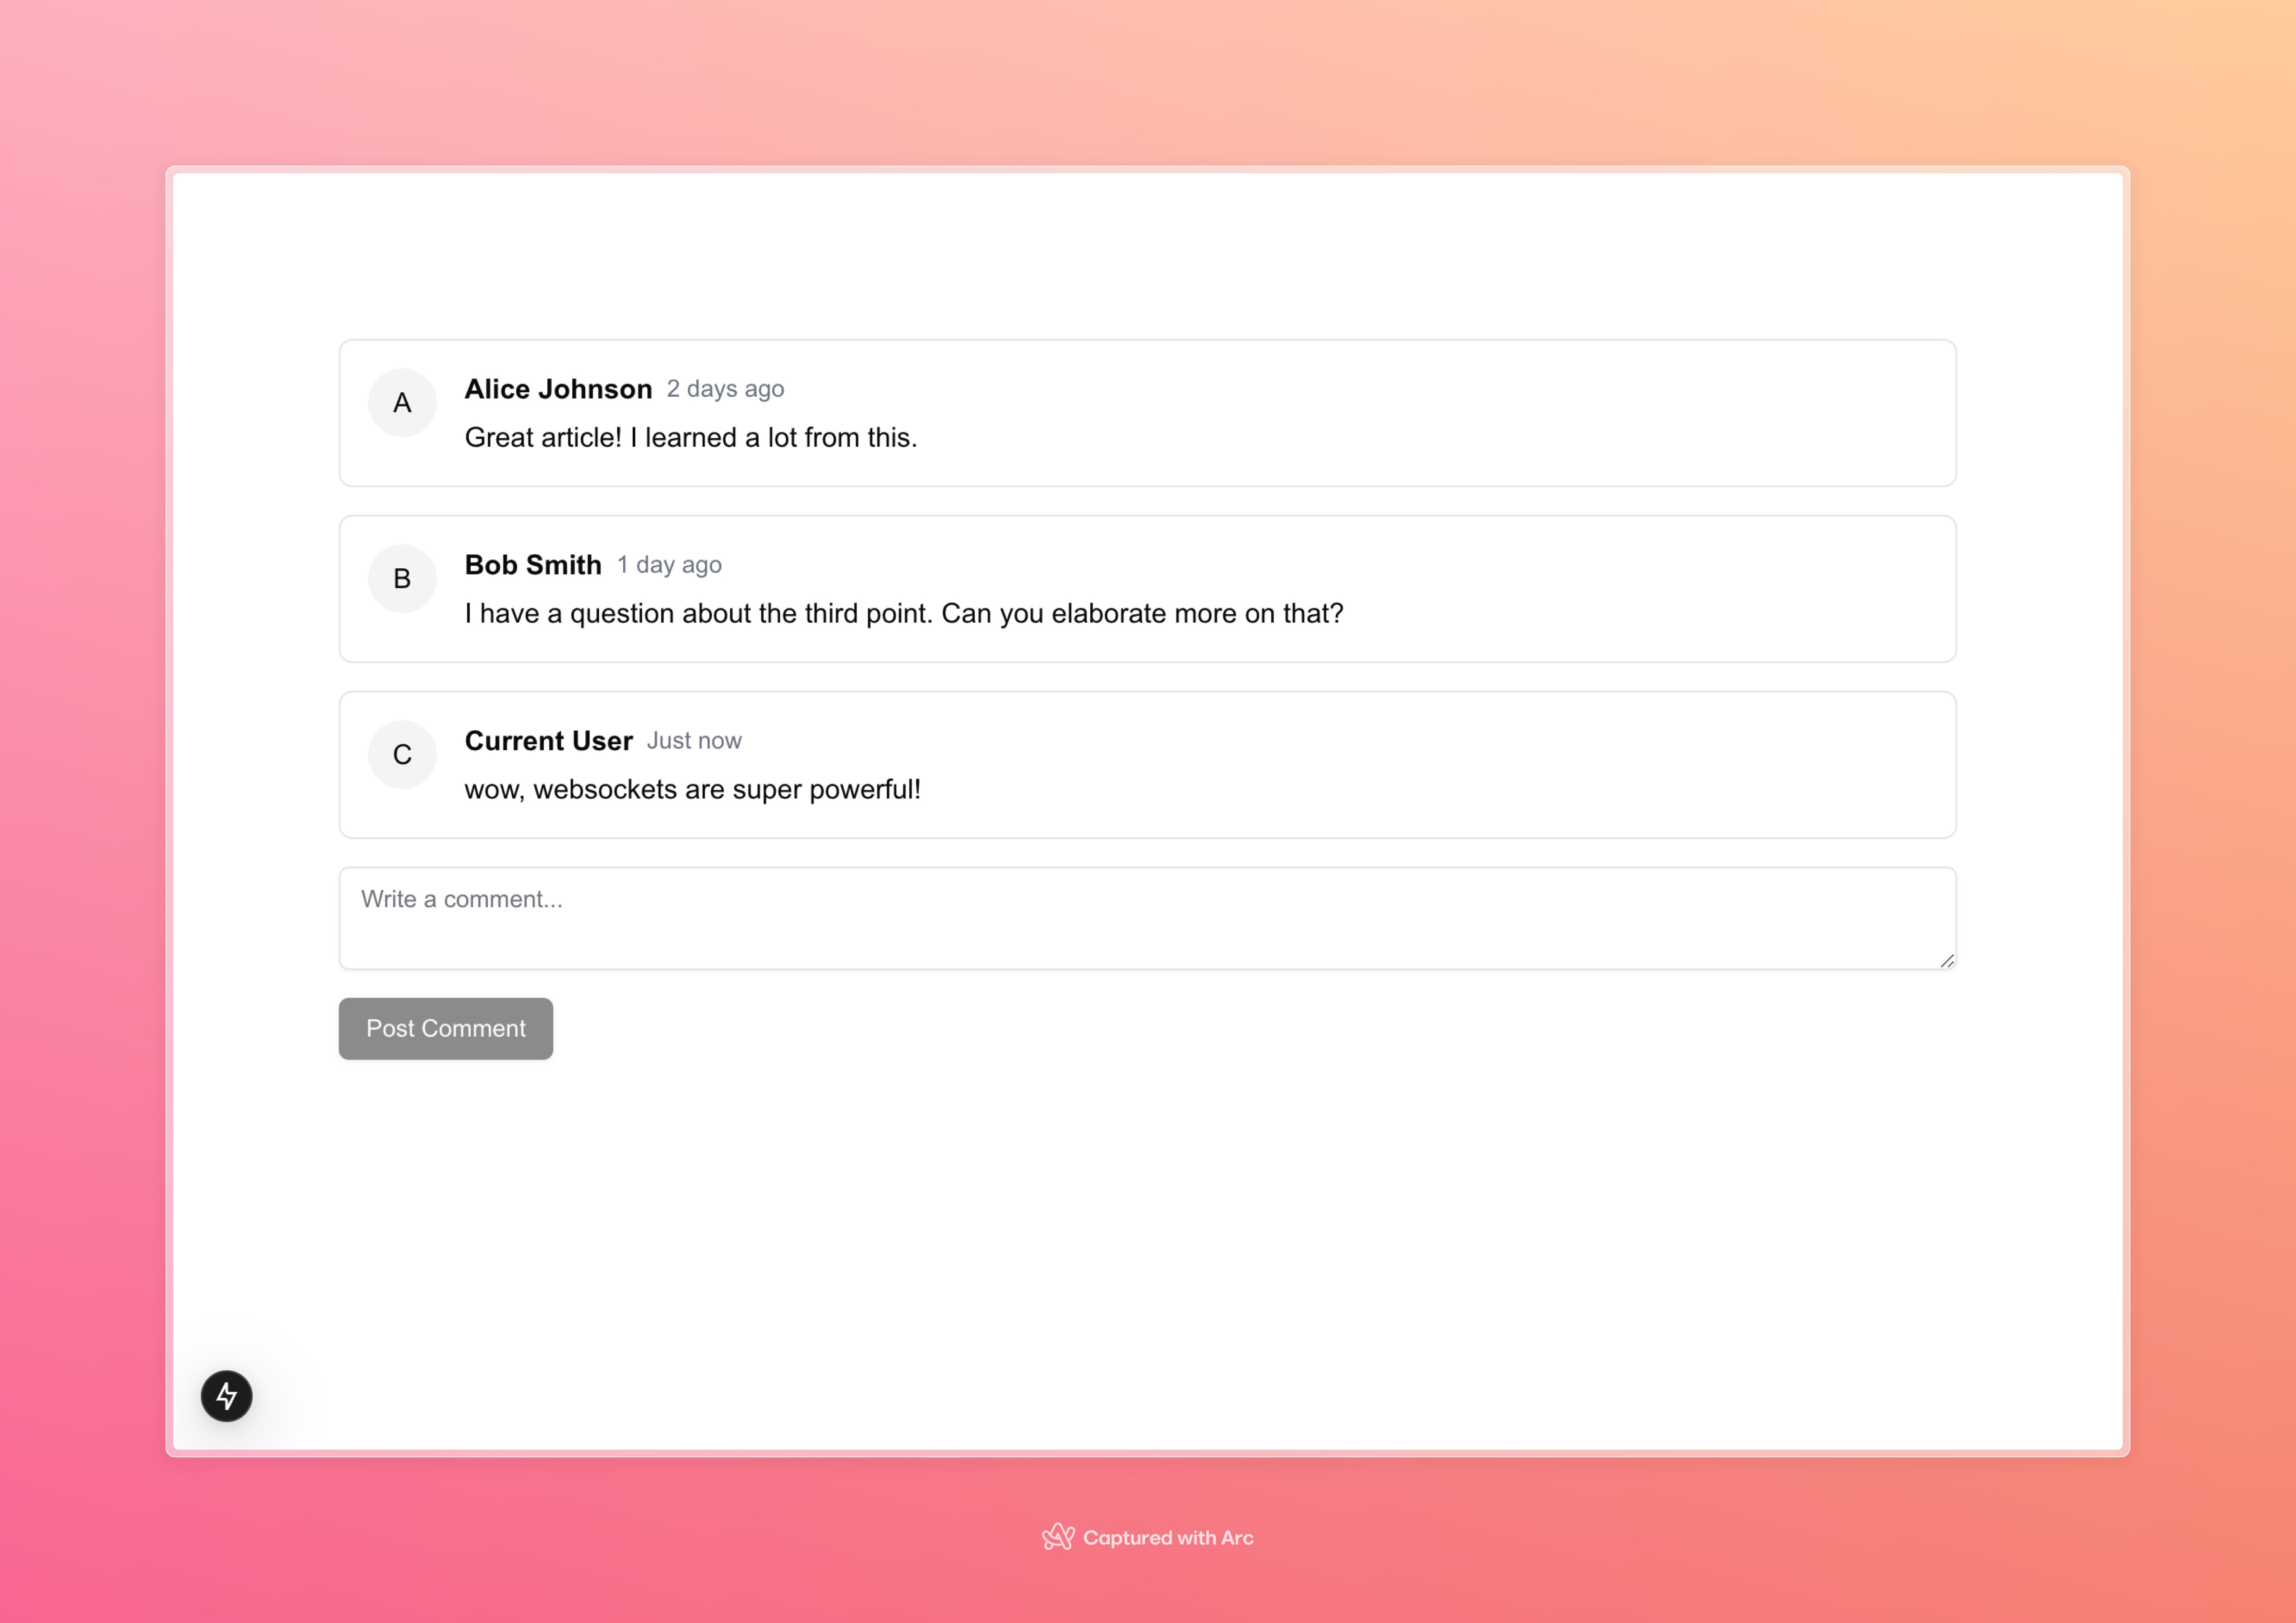 A
Alice Johnson 2 days ago
Great article! I learned a lot from this.
B
Bob Smith 1 day ago
I have a question about the third point. Can you elaborate more on that?
C
Current User Just now
wow, websockets are super powerful!
Write a comment...
Post Comment
Captured with Arc